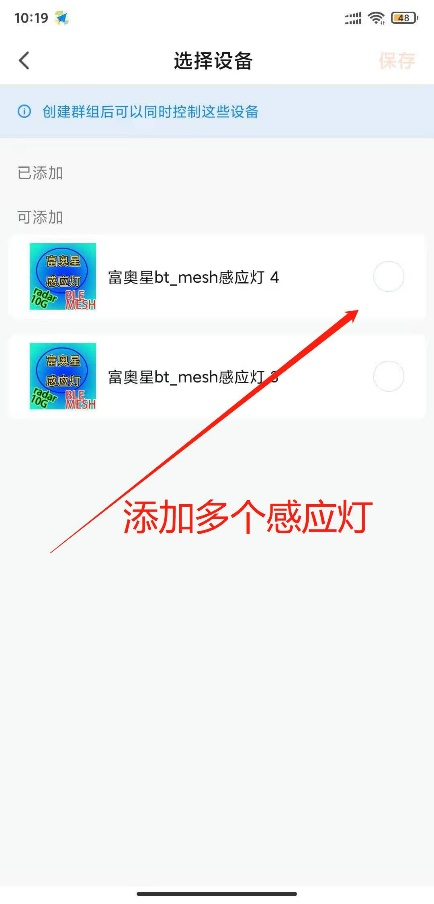 10:19
48
选择设备
保存
创建群组后可以同时控制这些设备
已添加
可添加
富奥星
感应灯
radar
10G
BLE
MESH
富奥星bt_mesh感应灯 4
富奥星
感应灯
radar
10G
BLE
MESH
富奥星bt_mesh感应灯 3
添加多个感应灯